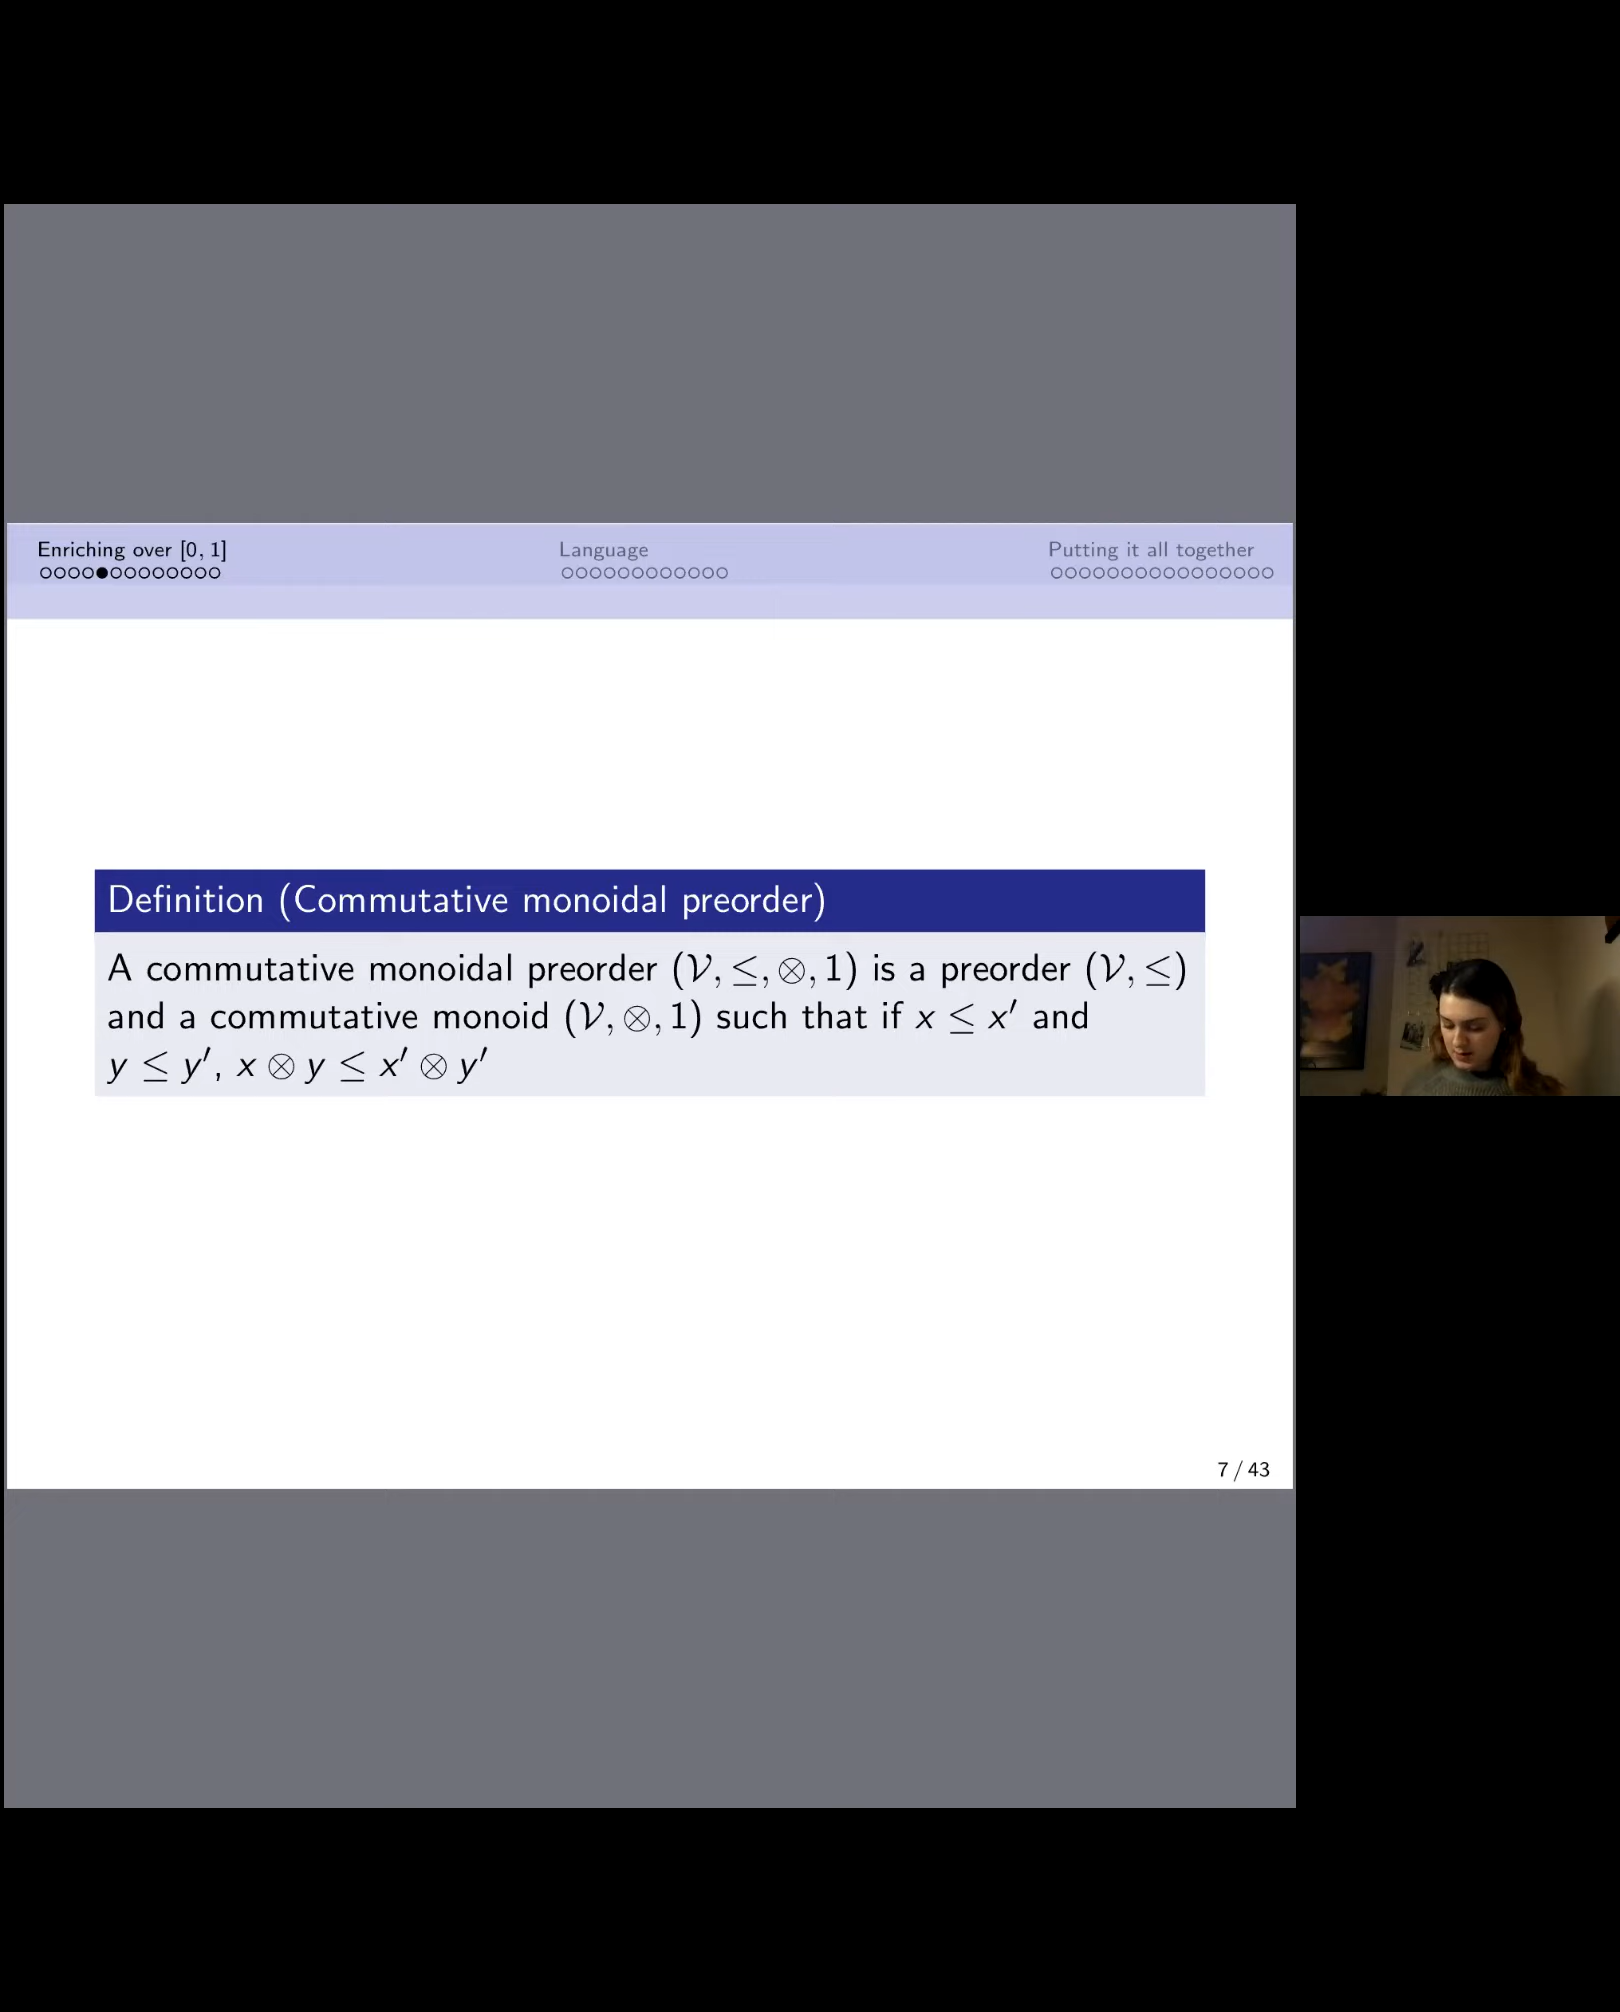 Enriching over [0, 1]
Language
Putting it all together
Definition (Commutative monoidal preorder)
A commutative monoidal preorder (𝒱, ≤, ⊗, 1) is a preorder (𝒱, ≤)
and a commutative monoid (𝒱, ⊗, 1) such that if x ≤ x′ and
y ≤ y′, x ⊗ y ≤ x′ ⊗ y′
7 / 43